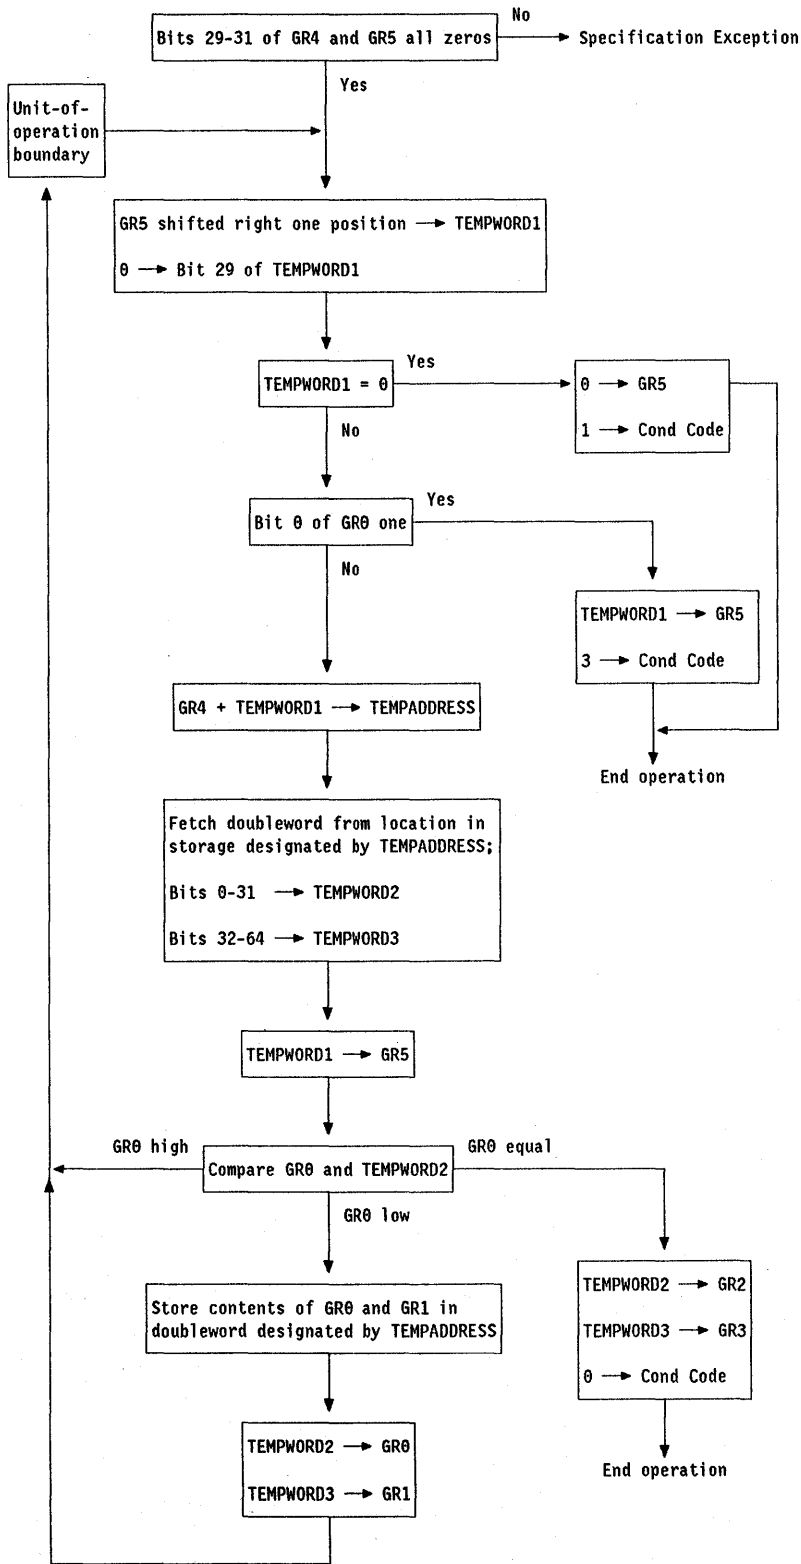 No
Bits 29-31 of GR4 and GR5 all zeros
Specification Exception
Yes
Unit-of-
operation
boundary
GR5 shifted right one position → TEMPWORD1
0 → Bit 29 of TEMPWORD1
TEMPWORD1 = 0
Yes
0 → GR5
1 → Cond Code
No
Bit 0 of GR0 one
Yes
No
TEMPWORD1 → GR5
3 → Cond Code
GR4 + TEMPWORD1 → TEMPADDRESS
End operation
Fetch doubleword from location in
storage designated by TEMPADDRESS;
Bits 0-31 → TEMPWORD2
Bits 32-64 → TEMPWORD3
TEMPWORD1 → GR5
GR0 high
Compare GR0 and TEMPWORD2
GR0 equal
GR0 low
Store contents of GR0 and GR1 in
doubleword designated by TEMPADDRESS
TEMPWORD2 → GR2
TEMPWORD3 → GR3
0 → Cond Code
TEMPWORD2 → GR0
TEMPWORD3 → GR1
End operation